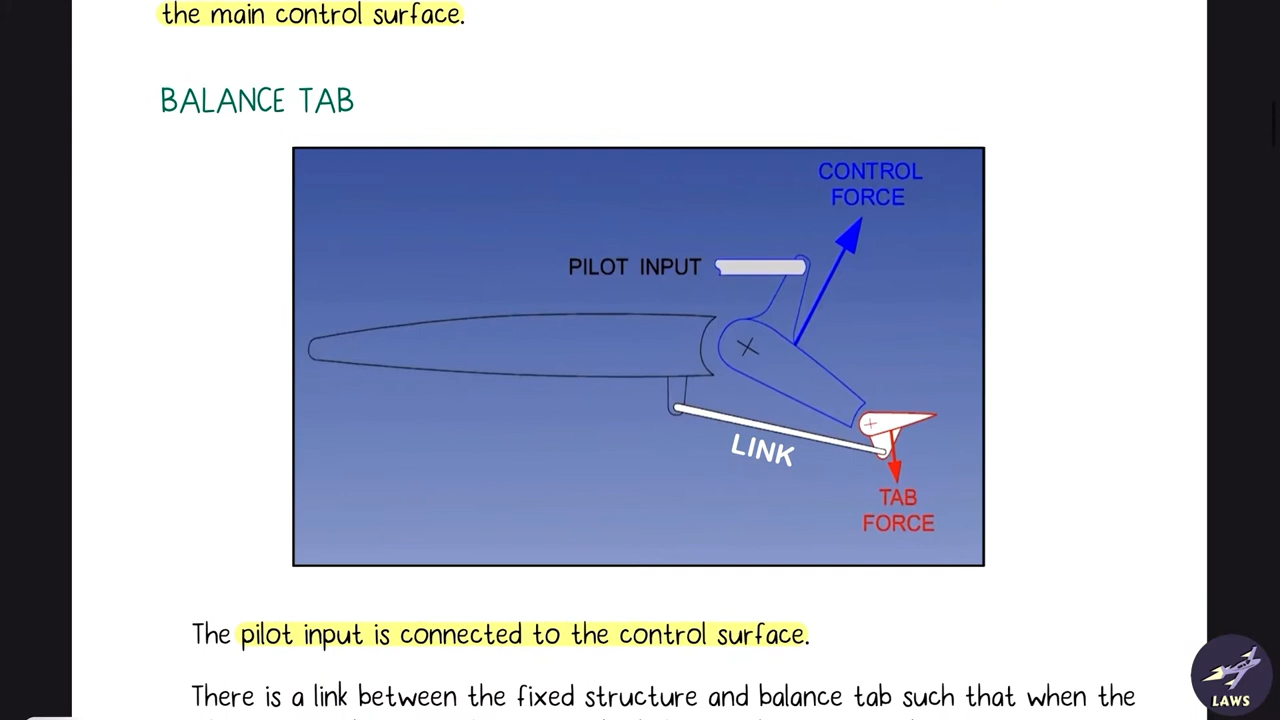 the main control surface.
BALANCE TAB
CONTROL
FORCE
PILOT INPUT
LINK
TAB
FORCE
The pilot input is connected to the control surface.
There is a link between the fixed structure and balance tab such that when the
LAWS